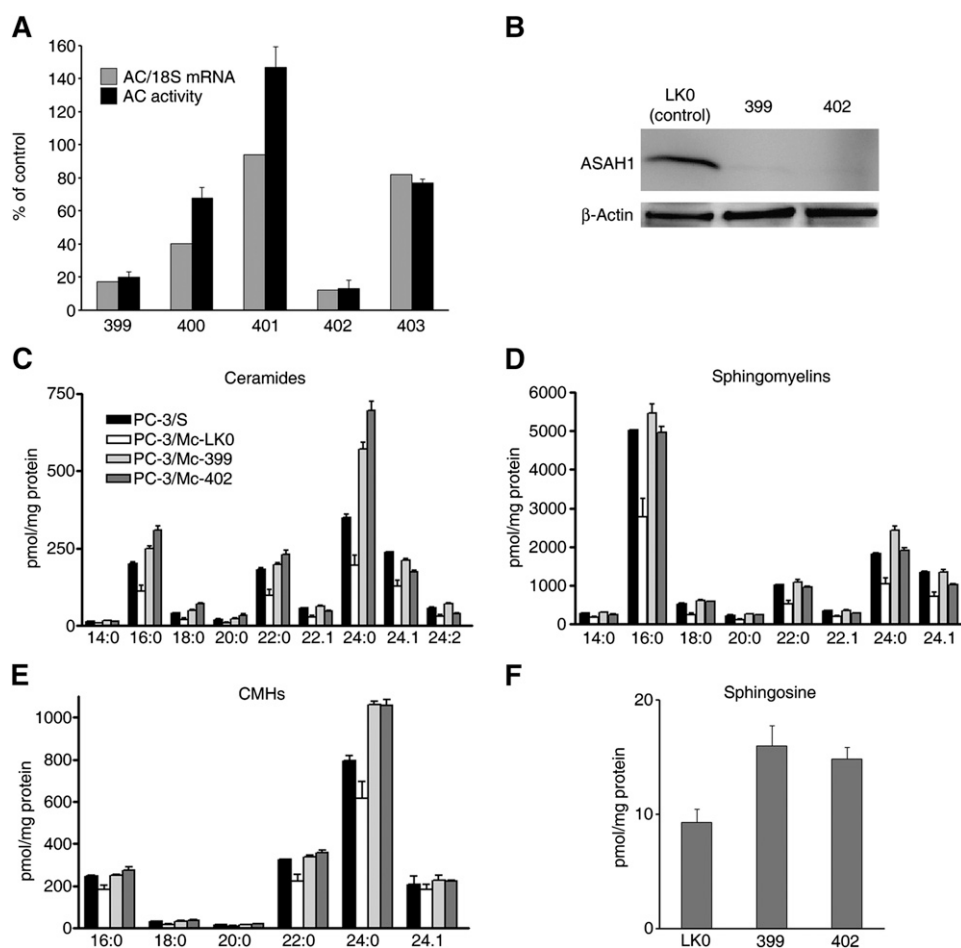 A
160
140
120
100
80
60
40
20
0
% of control
AC/18S mRNA
AC activity
399 400 401 402 403
B
LK0
(control)
399 402
ASAH1
β-Actin
C
Ceramides
750
500
250
0
pmol/mg protein
PC-3/S
PC-3/Mc-LK0
PC-3/Mc-399
PC-3/Mc-402
14:0 16:0 18:0 20:0 22:0 22.1 24:0 24.1 24:2
D
Sphingomyelins
6000
5000
4000
3000
2000
1000
0
pmol/mg protein
14:0 16:0 18:0 20:0 22:0 22.1 24:0 24.1
E
CMHs
1000
800
600
400
200
0
pmol/mg protein
16:0 18:0 20:0 22:0 24:0 24.1
F
Sphingosine
20
10
0
pmol/mg protein
LK0 399 402